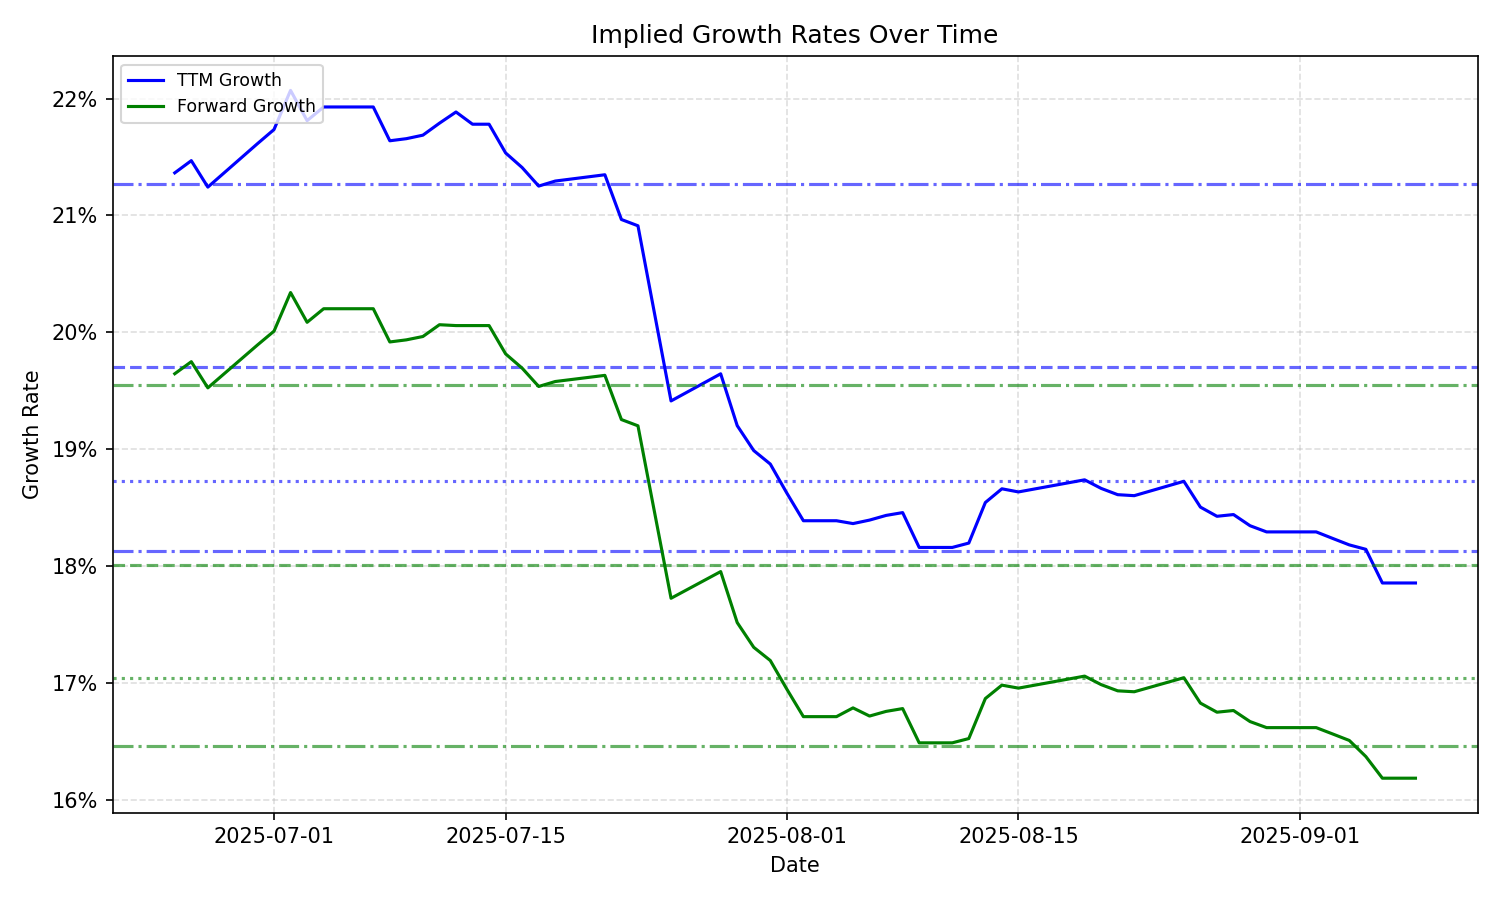 Implied Growth Rates Over Time
TTM Growth
Forward Growth
22%
21%
20%
19%
18%
17%
16%
Growth Rate
2025-07-01
2025-07-15
2025-08-01
2025-08-15
2025-09-01
Date